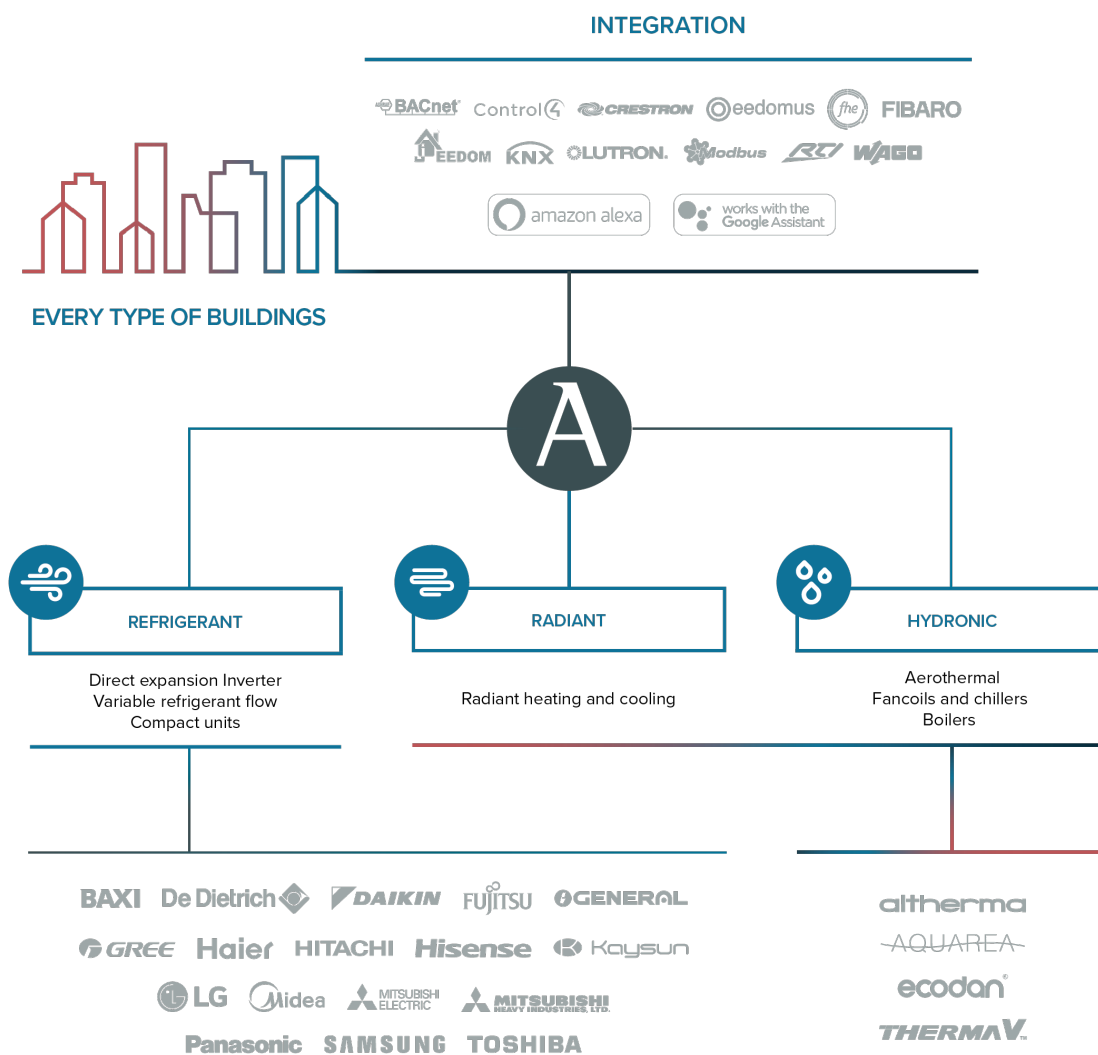 INTEGRATION
BACnet Control4 CRESTRON eedomus fhe FIBARO
JEEDOM KNX LUTRON. Modbus RTI WAGO
amazon alexa
works with the
Google Assistant
EVERY TYPE OF BUILDINGS
A
REFRIGERANT
RADIANT
HYDRONIC
Direct expansion Inverter
Variable refrigerant flow
Compact units
Radiant heating and cooling
Aerothermal
Fancoils and chillers
Boilers
BAXI De Dietrich DAIKIN FUJITSU GENERAL
GREE Haier HITACHI Hisense Kaysun
LG Midea MITSUBISHI
ELECTRIC
MITSUBISHI
HEAVY INDUSTRIES, LTD.
Panasonic SAMSUNG TOSHIBA
altherma
AQUAREA
ecodan®
THERMAV™